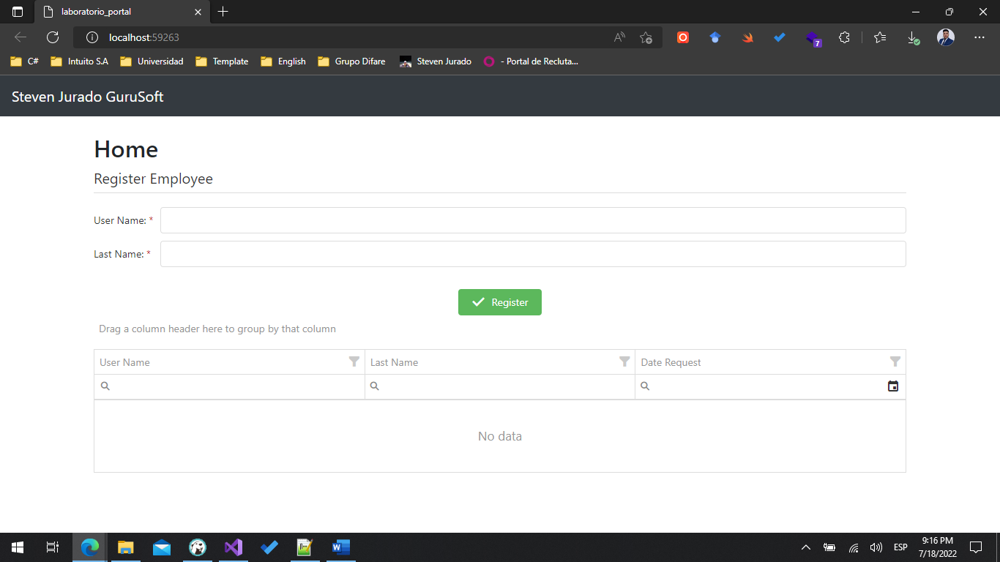 laboratorio_portal
localhost:59263
7
C# Intuito S.A Universidad Template English Grupo Difare Steven Jurado - Portal de Recluta...
Steven Jurado GuruSoft
Home
Register Employee
User Name: *
Last Name: *
Register
Drag a column header here to group by that column
User Name Last Name Date Request
No data
ESP
9:16 PM
7/18/2022